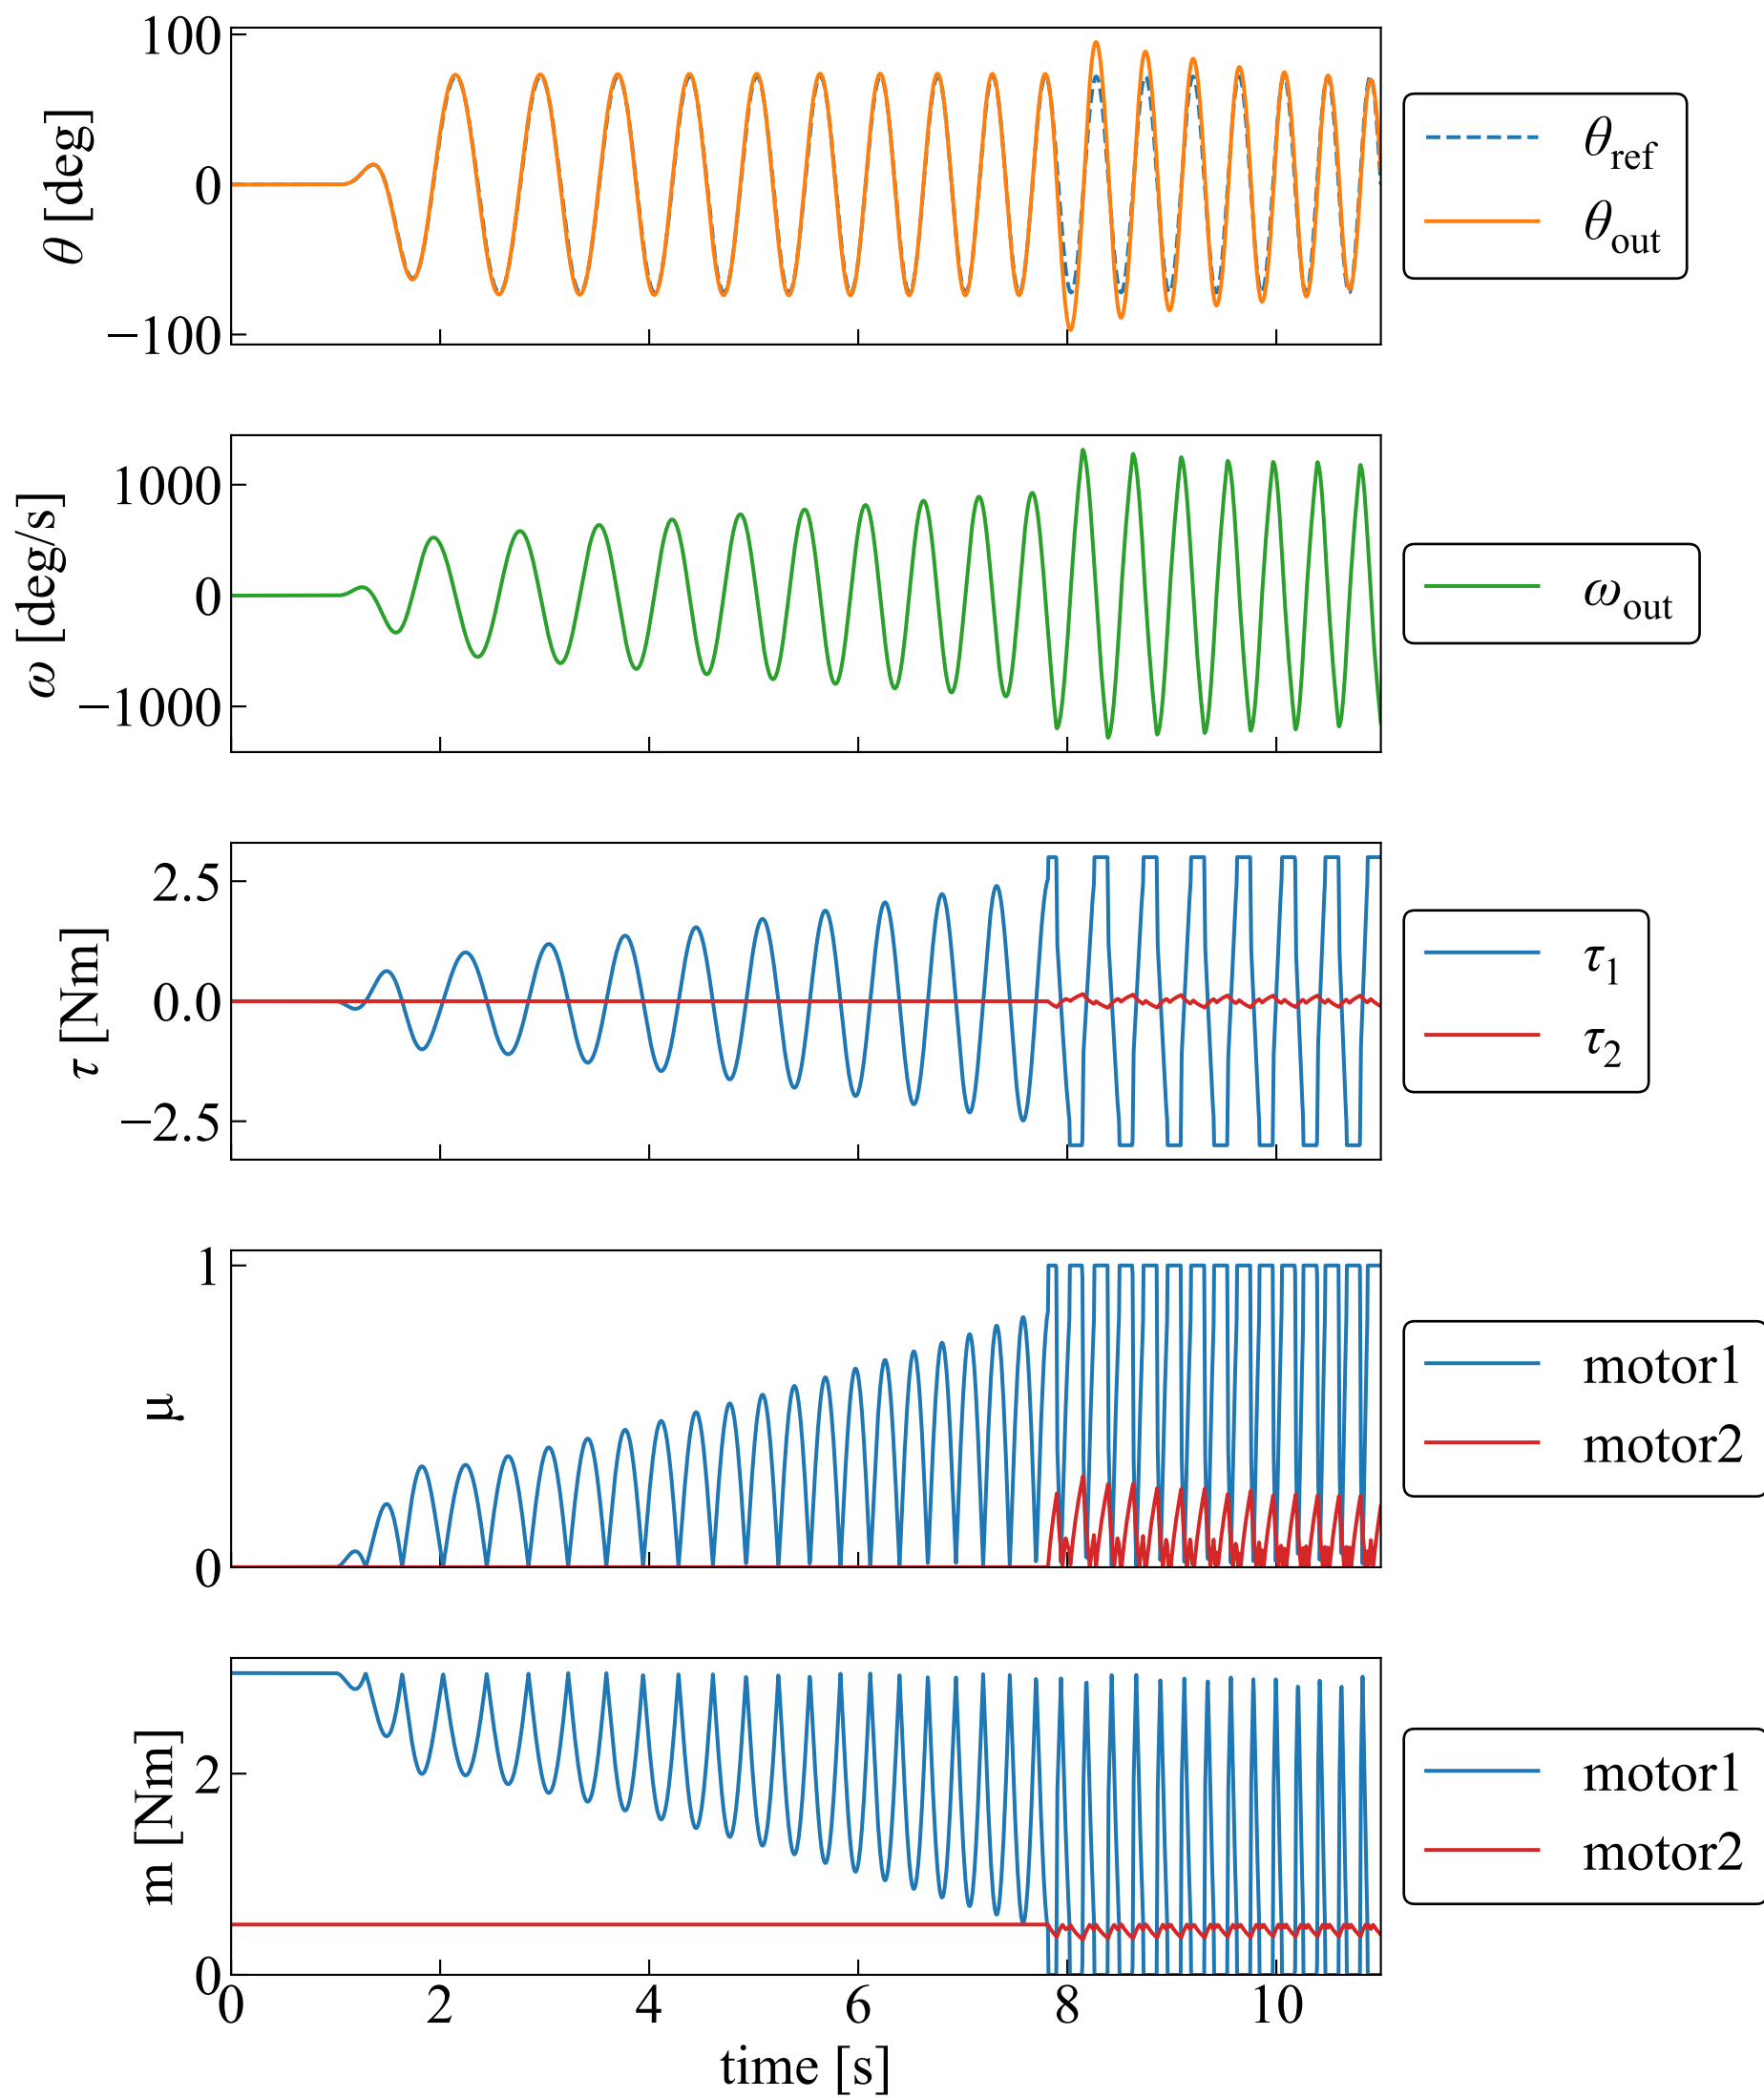 100
0
−100
θ [deg]
θref
θout
1000
0
−1000
ω [deg/s]
ωout
2.5
0.0
−2.5
τ [Nm]
τ1
τ2
1
0
μ
motor1
motor2
2
0
m [Nm]
motor1
motor2
0 2 4 6 8 10
time [s]